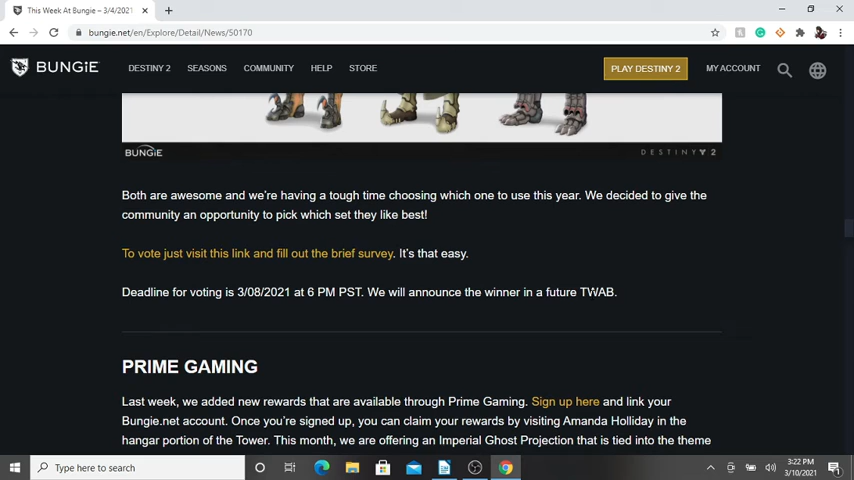 This Week At Bungie – 3/4/2021
bungie.net/en/Explore/Detail/News/50170
BUNGiE DESTINY 2 SEASONS COMMUNITY HELP STORE PLAY DESTINY 2 MY ACCOUNT
BUNGiE DESTINY 2
Both are awesome and we're having a tough time choosing which one to use this year. We decided to give the
community an opportunity to pick which set they like best!
To vote just visit this link and fill out the brief survey. It's that easy.
Deadline for voting is 3/08/2021 at 6 PM PST. We will announce the winner in a future TWAB.
PRIME GAMING
Last week, we added new rewards that are available through Prime Gaming. Sign up here and link your
Bungie.net account. Once you're signed up, you can claim your rewards by visiting Amanda Holliday in the
hangar portion of the Tower. This month, we are offering an Imperial Ghost Projection that is tied into the theme
Type here to search
3:22 PM
3/10/2021
1